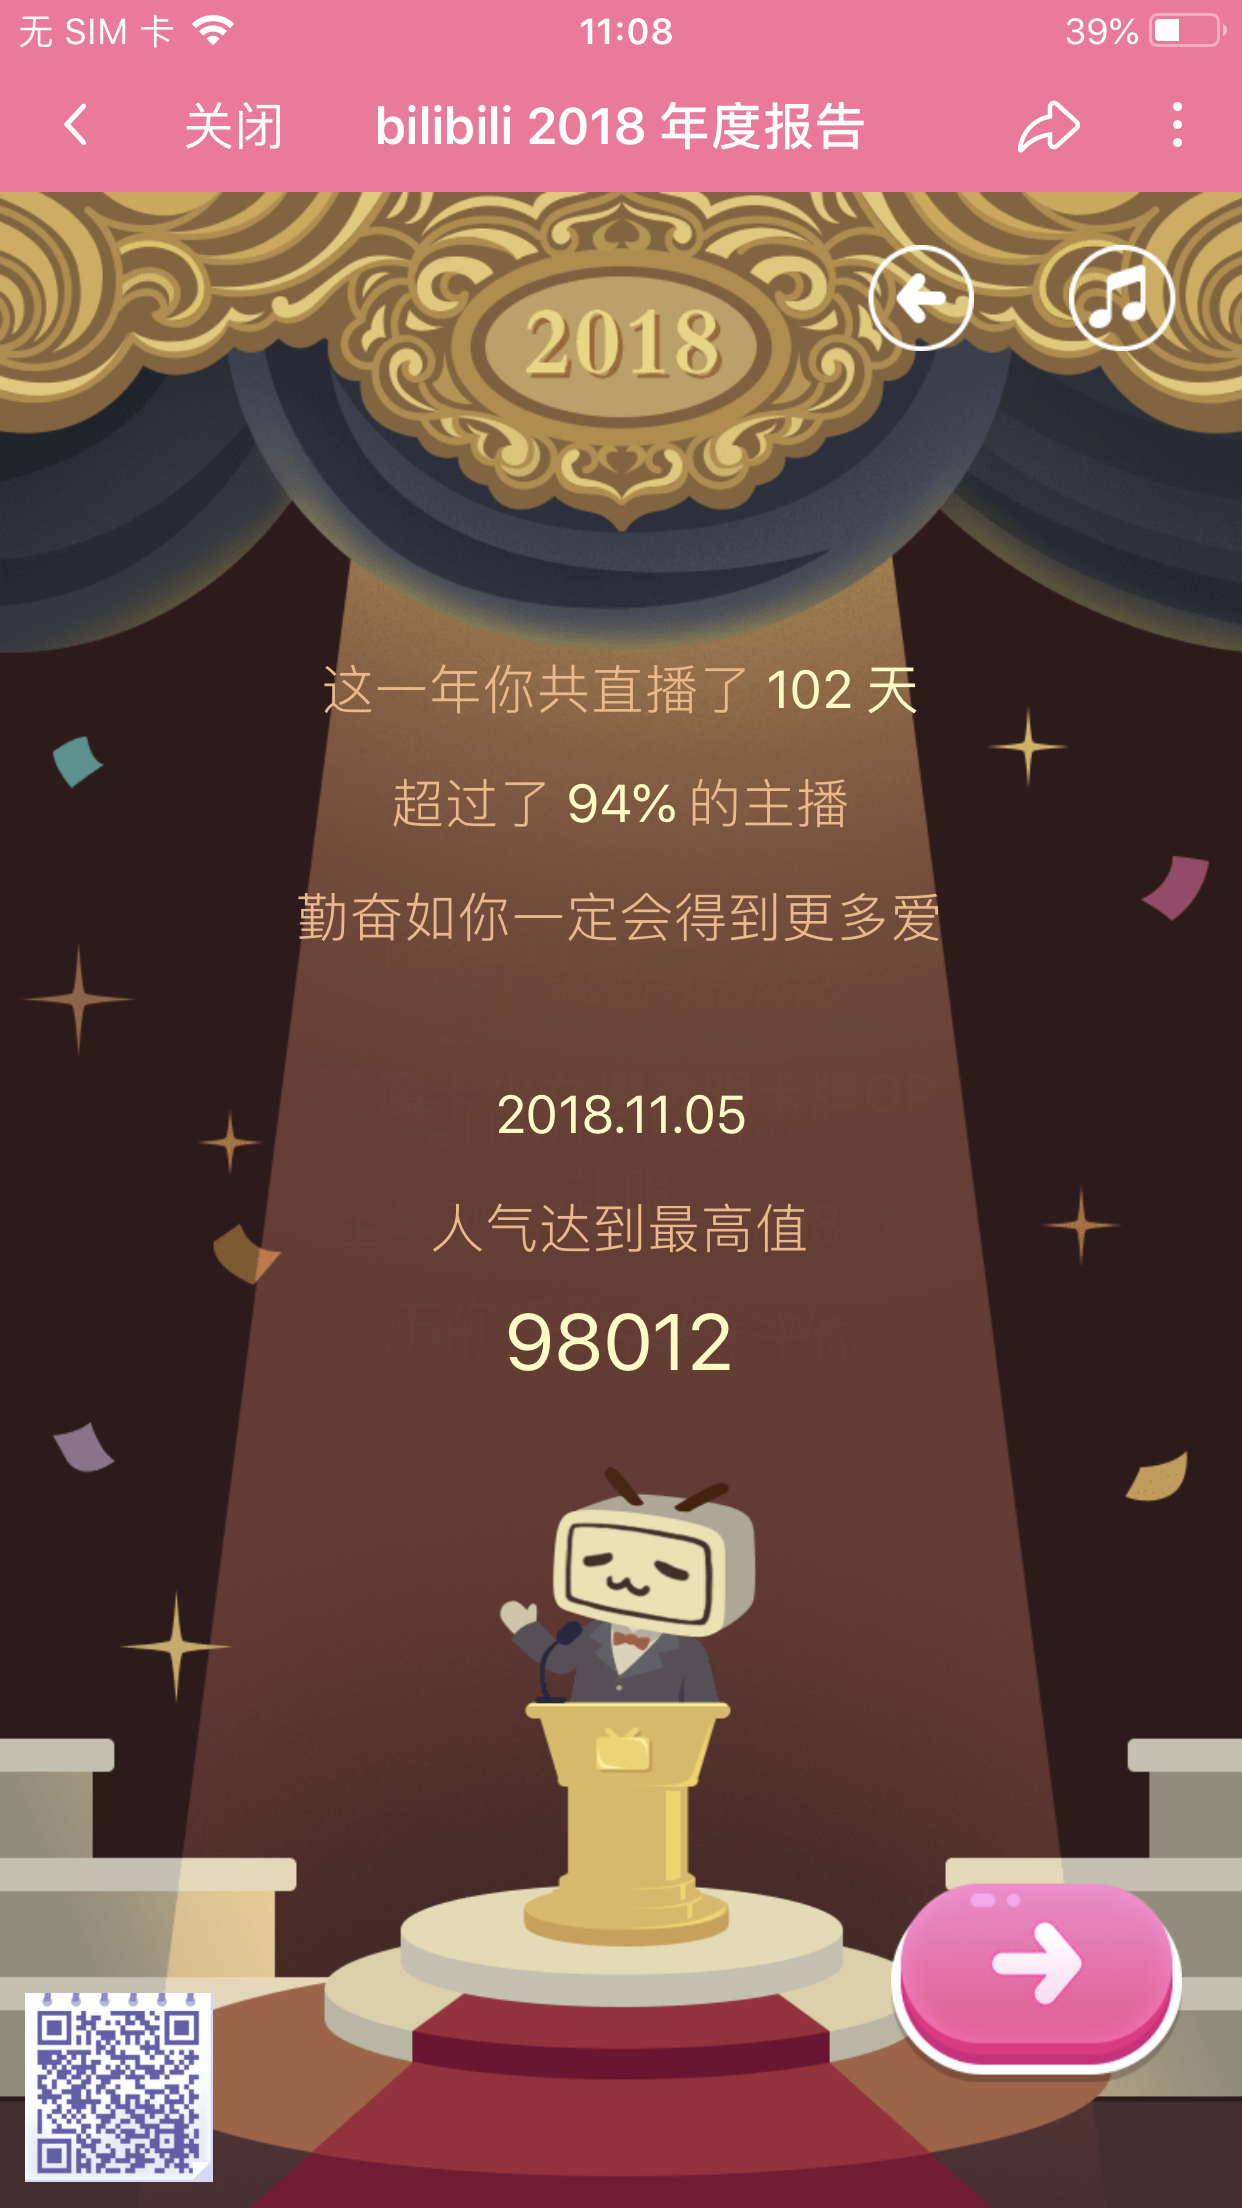 无 SIM 卡
11:08
39%
关闭
bilibili 2018 年度报告
2018
这一年你共直播了 102 天
超过了 94% 的主播
勤奋如你一定会得到更多爱
2018.11.05
人气达到最高值
98012